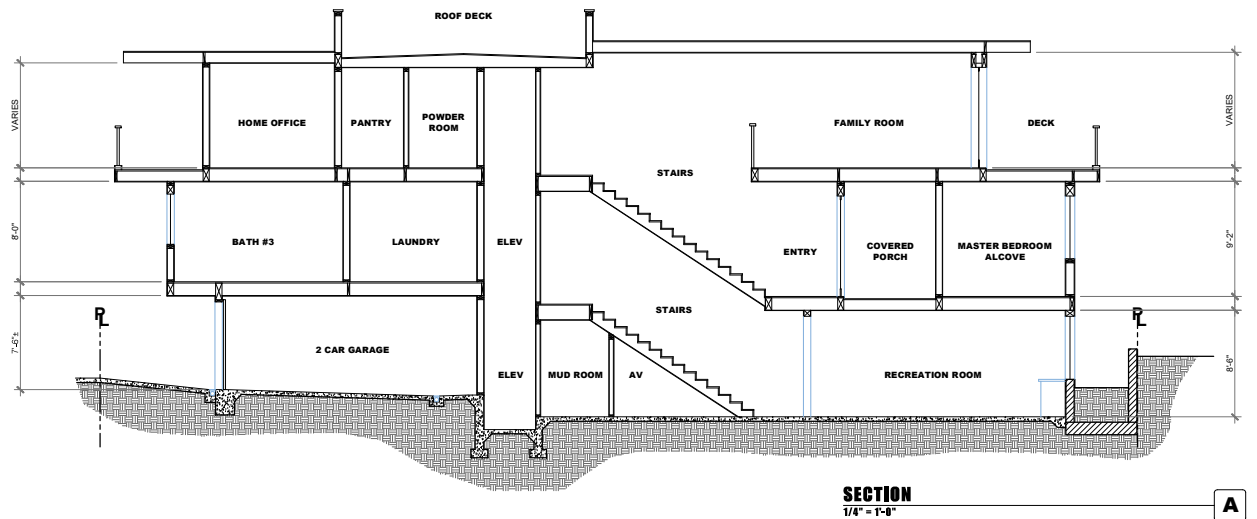 ROOF DECK
VARIES
HOME OFFICE
PANTRY
POWDER
ROOM
FAMILY ROOM
DECK
VARIES
STAIRS
8'-0"
BATH #3
LAUNDRY
ELEV
ENTRY
COVERED
PORCH
MASTER BEDROOM
ALCOVE
9'-2"
STAIRS
PL
PL
7'-6"±
2 CAR GARAGE
ELEV
MUD ROOM
AV
RECREATION ROOM
8'-6"
SECTION
1/4" = 1'-0"
A